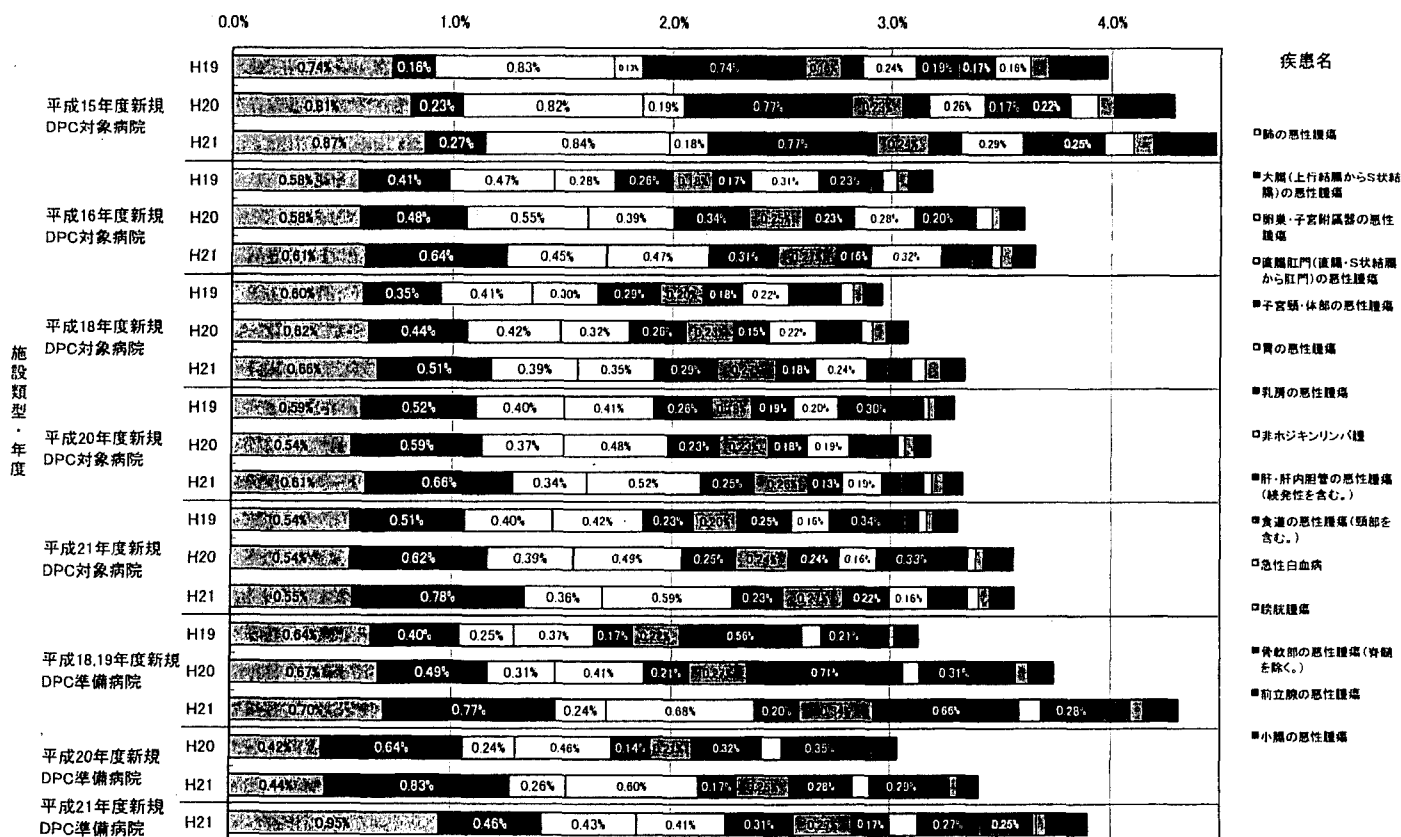 0.0% 1.0% 2.0% 3.0% 4.0%
疾患名
施設類型・年度
平成15年度新規
DPC対象病院
H19 0.74% 0.16% 0.83% 0.13% 0.74% 0.24% 0.19% 0.17% 0.16%
H20 0.81% 0.23% 0.82% 0.19% 0.77% 0.26% 0.17% 0.22%
H21 0.87% 0.27% 0.84% 0.18% 0.77% 0.24% 0.29% 0.25%
平成16年度新規
DPC対象病院
H19 0.58% 0.41% 0.47% 0.28% 0.26% 0.17% 0.31% 0.23%
H20 0.58% 0.48% 0.55% 0.39% 0.34% 0.23% 0.28% 0.20%
H21 0.61% 0.64% 0.45% 0.47% 0.31% 0.16% 0.32%
平成18年度新規
DPC対象病院
H19 0.60% 0.35% 0.41% 0.30% 0.29% 0.18% 0.22%
H20 0.62% 0.44% 0.42% 0.32% 0.26% 0.15% 0.22%
H21 0.66% 0.51% 0.39% 0.35% 0.29% 0.18% 0.24%
平成20年度新規
DPC対象病院
H19 0.59% 0.52% 0.40% 0.41% 0.26% 0.19% 0.20% 0.30%
H20 0.54% 0.59% 0.37% 0.48% 0.23% 0.18% 0.19%
H21 0.61% 0.66% 0.34% 0.52% 0.25% 0.13% 0.19%
平成21年度新規
DPC対象病院
H19 0.54% 0.51% 0.40% 0.42% 0.23% 0.20% 0.25% 0.16% 0.34%
H20 0.54% 0.62% 0.39% 0.49% 0.25% 0.24% 0.16% 0.33%
H21 0.55% 0.78% 0.36% 0.59% 0.23% 0.22% 0.16%
平成18,19年度新規
DPC準備病院
H19 0.64% 0.40% 0.25% 0.37% 0.17% 0.56% 0.21%
H20 0.67% 0.49% 0.31% 0.41% 0.21% 0.71% 0.31%
H21 0.70% 0.77% 0.24% 0.68% 0.20% 0.66% 0.28%
平成20年度新規
DPC準備病院
H20 0.42% 0.64% 0.24% 0.46% 0.14% 0.32% 0.35%
H21 0.44% 0.83% 0.26% 0.60% 0.17% 0.28% 0.29%
平成21年度新規
DPC準備病院
H21 0.95% 0.46% 0.43% 0.41% 0.31% 0.17% 0.27% 0.25%
肺の悪性腫瘍
大腸(上行結腸からS状結
腸)の悪性腫瘍
卵巣・子宮附属器の悪性
腫瘍
直腸肛門(直腸・S状結腸
から肛門)の悪性腫瘍
子宮頸・体部の悪性腫瘍
胃の悪性腫瘍
乳房の悪性腫瘍
非ホジキンリンパ腫
肝・肝内胆管の悪性腫瘍
(続発性を含む。)
食道の悪性腫瘍(頸部を
含む。)
急性白血病
膀胱腫瘍
骨軟部の悪性腫瘍(脊髄
を除く。)
前立腺の悪性腫瘍
小腸の悪性腫瘍